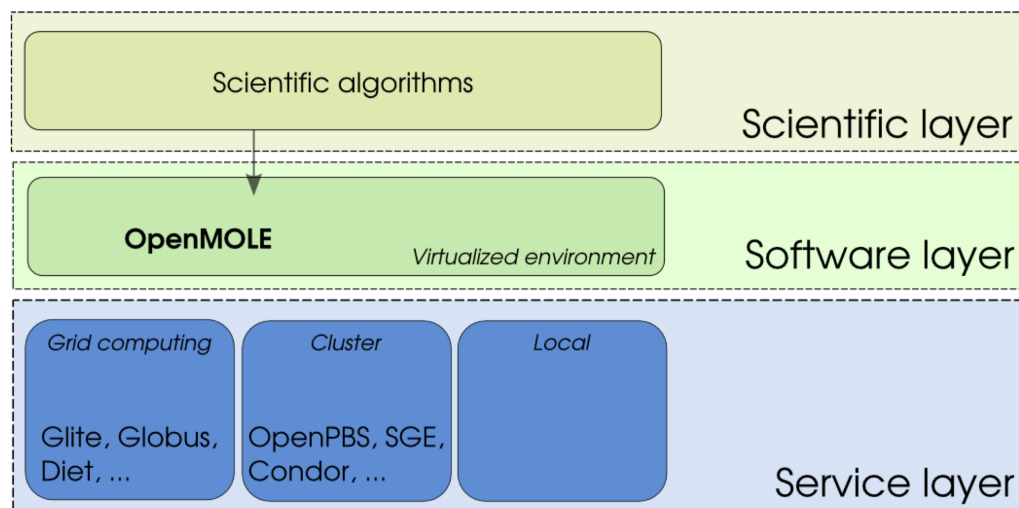 Scientific algorithms
Scientific layer
OpenMOLE
Virtualized environment
Software layer
Grid computing
Glite, Globus,
Diet, ...
Cluster
OpenPBS, SGE,
Condor, ...
Local
Service layer